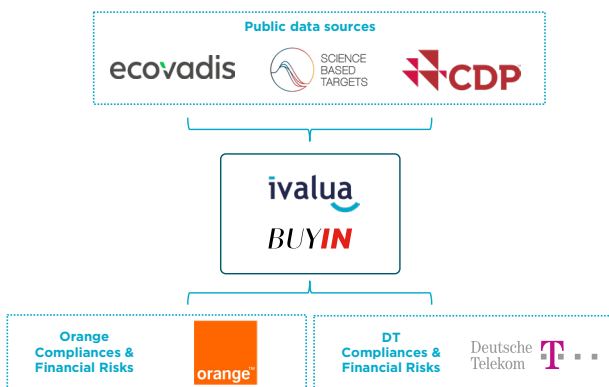 Public data sources
ecovadis
SCIENCE
BASED
TARGETS
CDP
ivalua
BUYIN
Orange
Compliances &
Financial Risks
orange™
DT
Compliances &
Financial Risks
Deutsche
Telekom
T